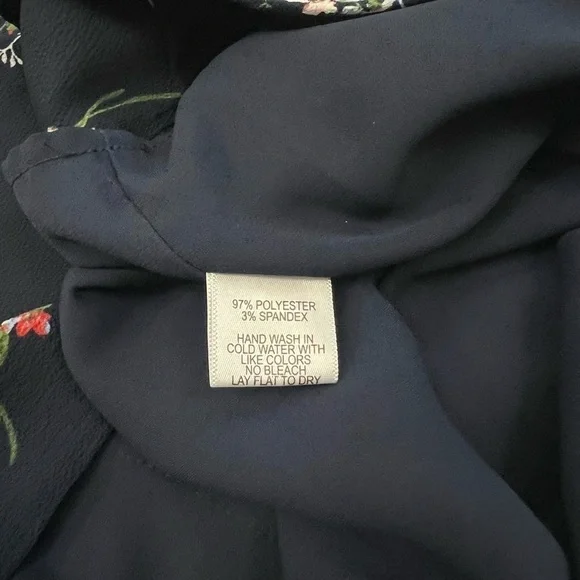 97% POLYESTER
3% SPANDEX
HAND WASH IN
COLD WATER WITH
LIKE COLORS
NO BLEACH
LAY FLAT TO DRY